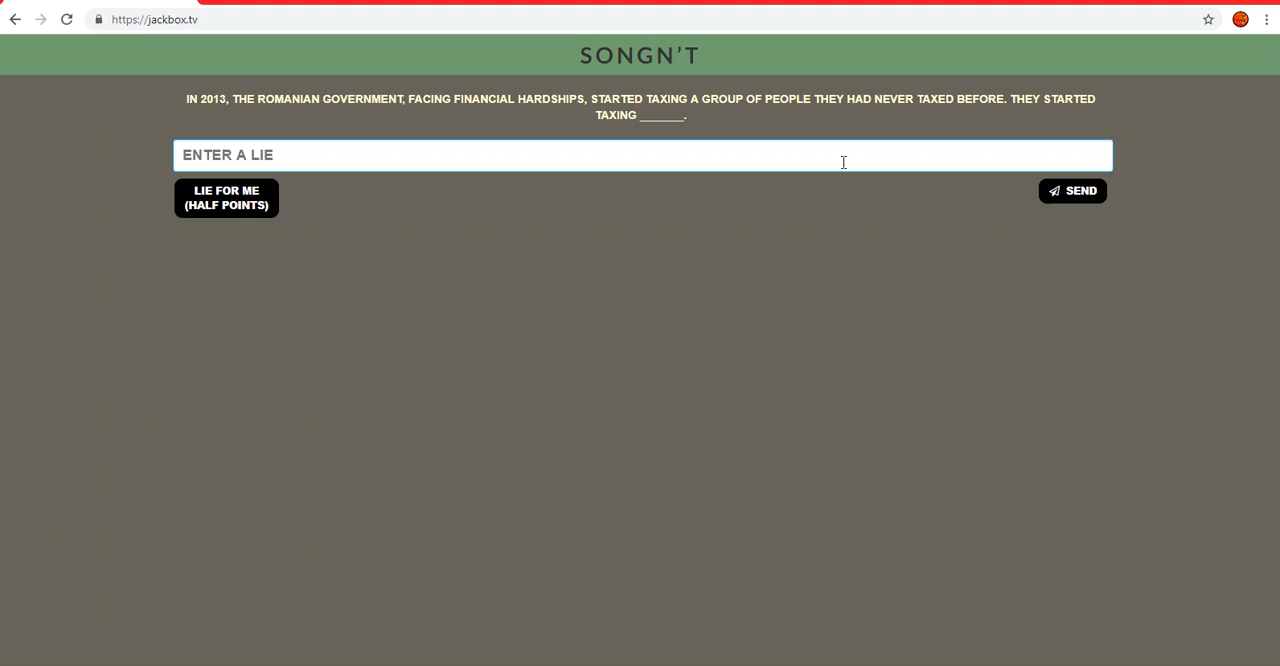 https://jackbox.tv
SONGN'T
IN 2013, THE ROMANIAN GOVERNMENT, FACING FINANCIAL HARDSHIPS, STARTED TAXING A GROUP OF PEOPLE THEY HAD NEVER TAXED BEFORE. THEY STARTED
TAXING _______.
ENTER A LIE
LIE FOR ME
(HALF POINTS)
SEND